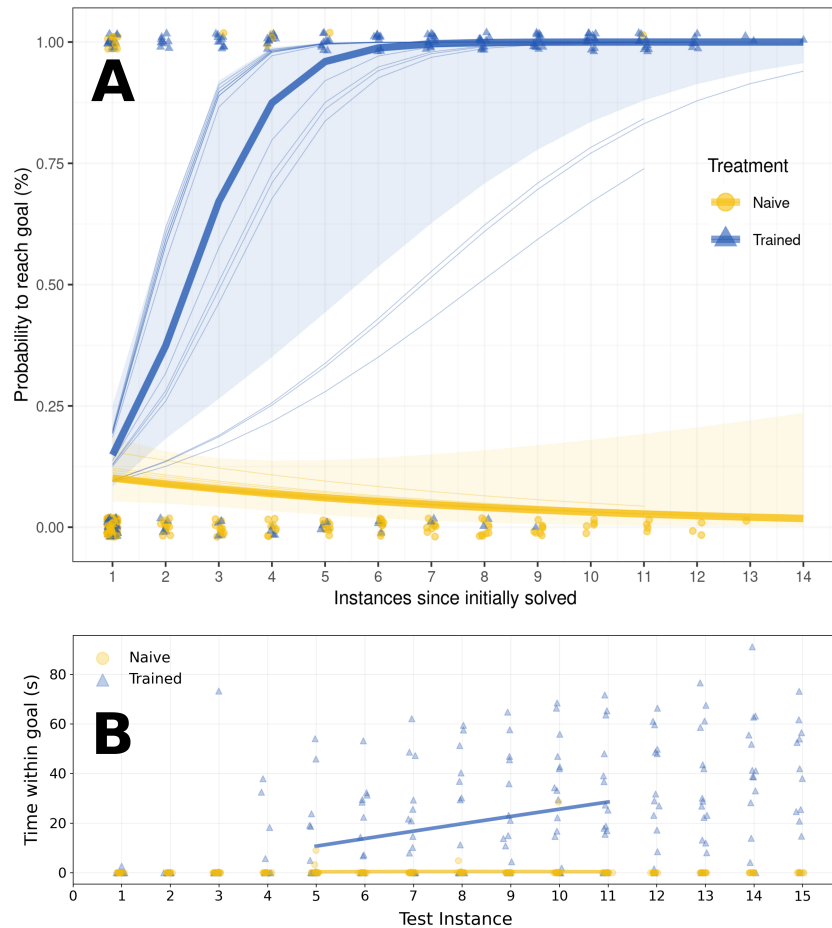 A
1.00
0.75
0.50
0.25
0.00
Probability to reach goal (%)
Treatment
Naive
Trained
1 2 3 4 5 6 7 8 9 10 11 12 13 14
Instances since initially solved
B
Naive
Trained
80
60
40
20
0
Time within goal (s)
0 1 2 3 4 5 6 7 8 9 10 11 12 13 15
14
Test Instance